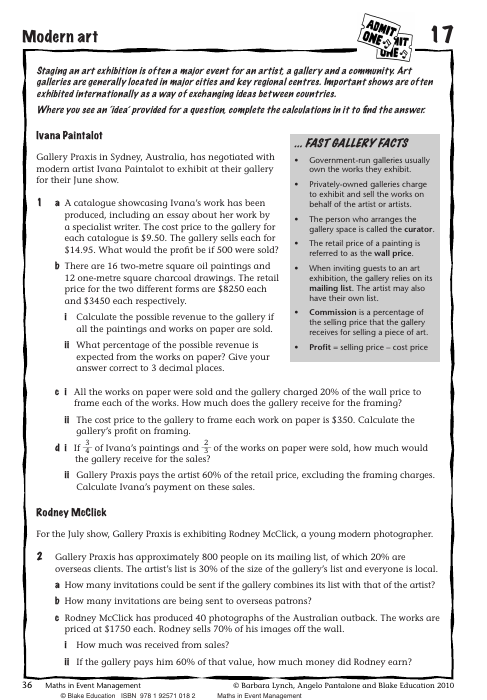 Modern art
ADMIT
ONE
17
Staging an art exhibition is often a major event for an artist, a gallery and a community. Art
galleries are generally located in major cities and key regional centres. Important shows are often
exhibited internationally as a way of exchanging ideas between countries.
Where you see an ‘idea’ provided for a question, complete the calculations in it to find the answer.
Ivana Paintalot
Gallery Praxis in Sydney, Australia, has negotiated with
modern artist Ivana Paintalot to exhibit at their gallery
for their June show.
1 a A catalogue showcasing Ivana’s work has been
produced, including an essay about her work by
a specialist writer. The cost price to the gallery for
each catalogue is $9.50. The gallery sells each for
$14.95. What would the profit be if 500 were sold?
b There are 16 two-metre square oil paintings and
12 one-metre square charcoal drawings. The retail
price for the two different forms are $8250 each
and $3450 each respectively.
i Calculate the possible revenue to the gallery if
all the paintings and works on paper are sold.
ii What percentage of the possible revenue is
expected from the works on paper? Give your
answer correct to 3 decimal places.
... FAST GALLERY FACTS
• Government-run galleries usually
own the works they exhibit.
• Privately-owned galleries charge
to exhibit and sell the works on
behalf of the artist or artists.
• The person who arranges the
gallery space is called the curator.
• The retail price of a painting is
referred to as the wall price.
• When inviting guests to an art
exhibition, the gallery relies on its
mailing list. The artist may also
have their own list.
• Commission is a percentage of
the selling price that the gallery
receives for selling a piece of art.
• Profit = selling price – cost price
c i All the works on paper were sold and the gallery charged 20% of the wall price to
frame each of the works. How much does the gallery receive for the framing?
ii The cost price to the gallery to frame each work on paper is $350. Calculate the
gallery’s profit on framing.
d i If 3/4 of Ivana’s paintings and 2/3 of the works on paper were sold, how much would
the gallery receive for the sales?
ii Gallery Praxis pays the artist 60% of the retail price, excluding the framing charges.
Calculate Ivana’s payment on these sales.
Rodney McClick
For the July show, Gallery Praxis is exhibiting Rodney McClick, a young modern photographer.
2 Gallery Praxis has approximately 800 people on its mailing list, of which 20% are
overseas clients. The artist’s list is 30% of the size of the gallery’s list and everyone is local.
a How many invitations could be sent if the gallery combines its list with that of the artist?
b How many invitations are being sent to overseas patrons?
c Rodney McClick has produced 40 photographs of the Australian outback. The works are
priced at $1750 each. Rodney sells 70% of his images off the wall.
i How much was received from sales?
ii If the gallery pays him 60% of that value, how much money did Rodney earn?
36 Maths in Event Management © Barbara Lynch, Angelo Pantalone and Blake Education 2010
© Blake Education ISBN 978 1 92571 018 2 Maths in Event Management